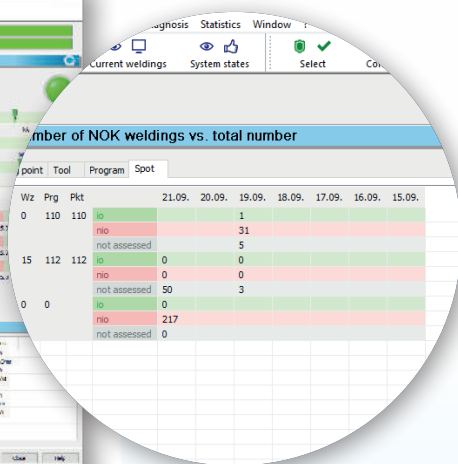 agnosis Statistics Window
Current weldings System states Select
mber of NOK weldings vs. total number
point Tool Program Spot
Wz Prg Pkt 21.09. 20.09. 19.09. 18.09. 17.09. 16.09. 15.09.
0 110 110 io 1
nio 31
not assessed 5
15 112 112 io 0 0
nio 0 0
not assessed 50 3
0 0 io 0
nio 217
not assessed 0
Close Help